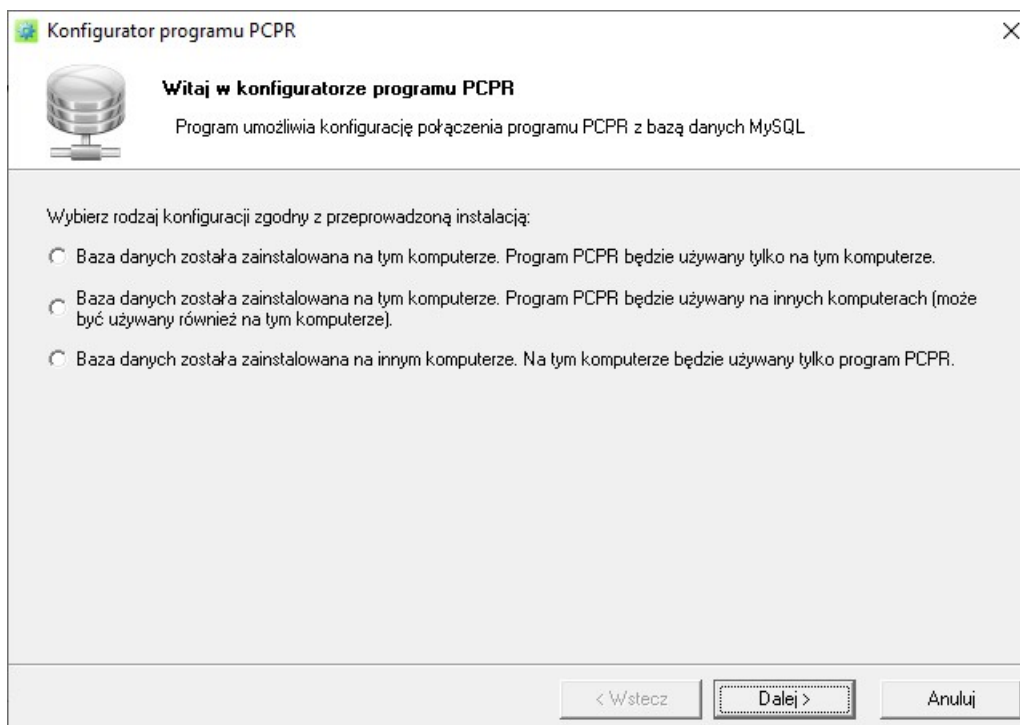 Konfigurator programu PCPR
Witaj w konfiguratorze programu PCPR
Program umożliwia konfigurację połączenia programu PCPR z bazą danych MySQL
Wybierz rodzaj konfiguracji zgodny z przeprowadzoną instalacją:
Baza danych została zainstalowana na tym komputerze. Program PCPR będzie używany tylko na tym komputerze.
Baza danych została zainstalowana na tym komputerze. Program PCPR będzie używany na innych komputerach (może
być używany również na tym komputerze).
Baza danych została zainstalowana na innym komputerze. Na tym komputerze będzie używany tylko program PCPR.
< Wstecz
Dalej >
Anuluj